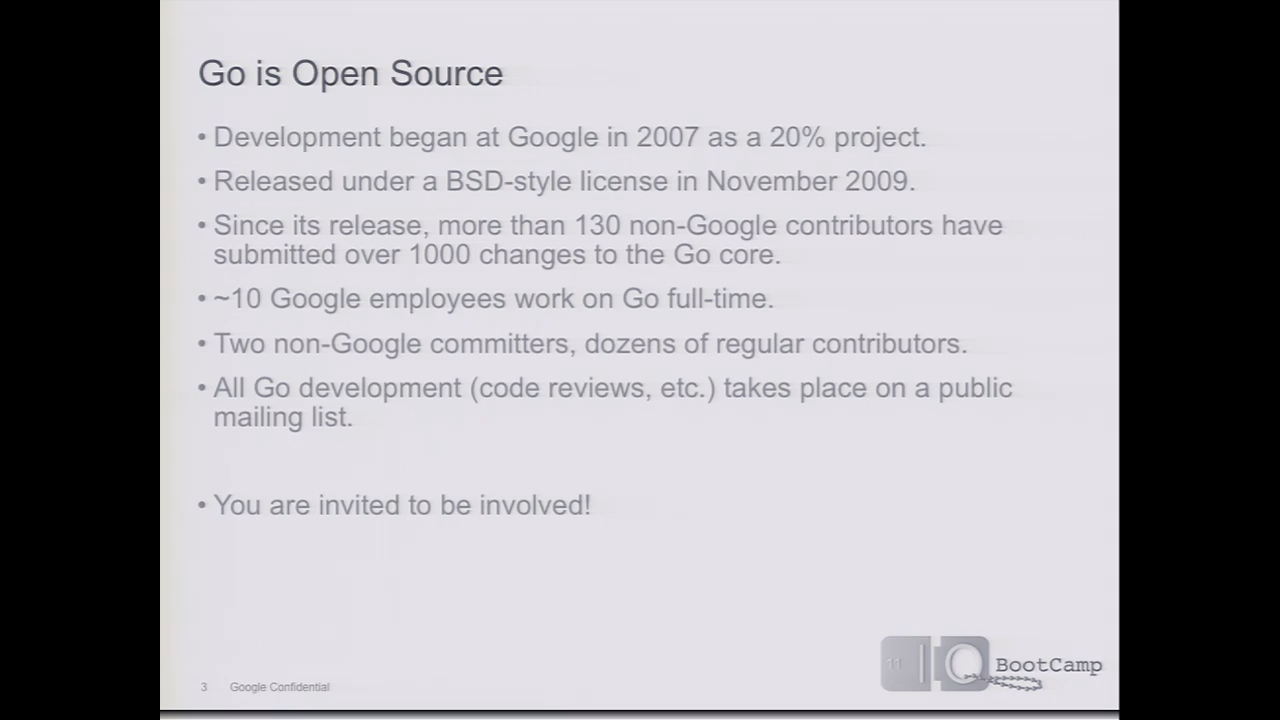 Go is Open Source
• Development began at Google in 2007 as a 20% project.
• Released under a BSD-style license in November 2009.
• Since its release, more than 130 non-Google contributors have
submitted over 1000 changes to the Go core.
• ~10 Google employees work on Go full-time.
• Two non-Google committers, dozens of regular contributors.
• All Go development (code reviews, etc.) takes place on a public
mailing list.
• You are invited to be involved!
11 IO BootCamp
3 Google Confidential